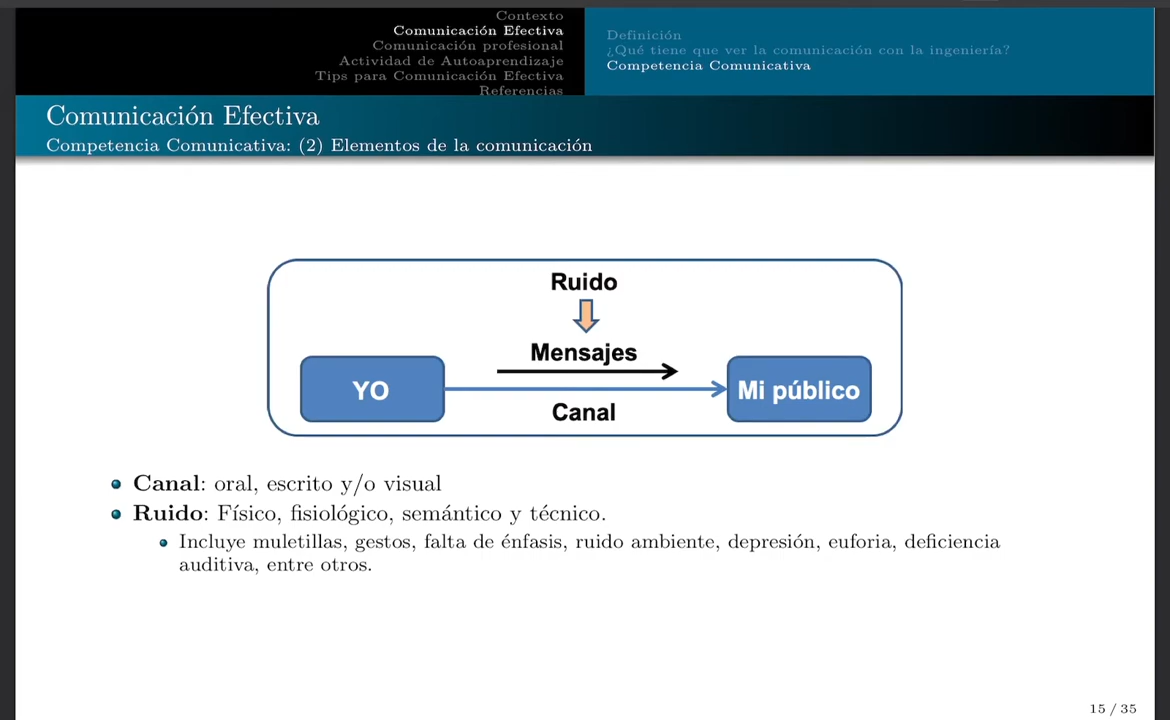 Contexto
Comunicación Efectiva
Comunicación profesional
Actividad de Autoaprendizaje
Tips para Comunicación Efectiva
Referencias
Definición
¿Qué tiene que ver la comunicación con la ingeniería?
Competencia Comunicativa
Comunicación Efectiva
Competencia Comunicativa: (2) Elementos de la comunicación
Ruido
Mensajes
YO
Mi público
Canal
Canal: oral, escrito y/o visual
Ruido: Físico, fisiológico, semántico y técnico.
Incluye muletillas, gestos, falta de énfasis, ruido ambiente, depresión, euforia, deficiencia
auditiva, entre otros.
15 / 35